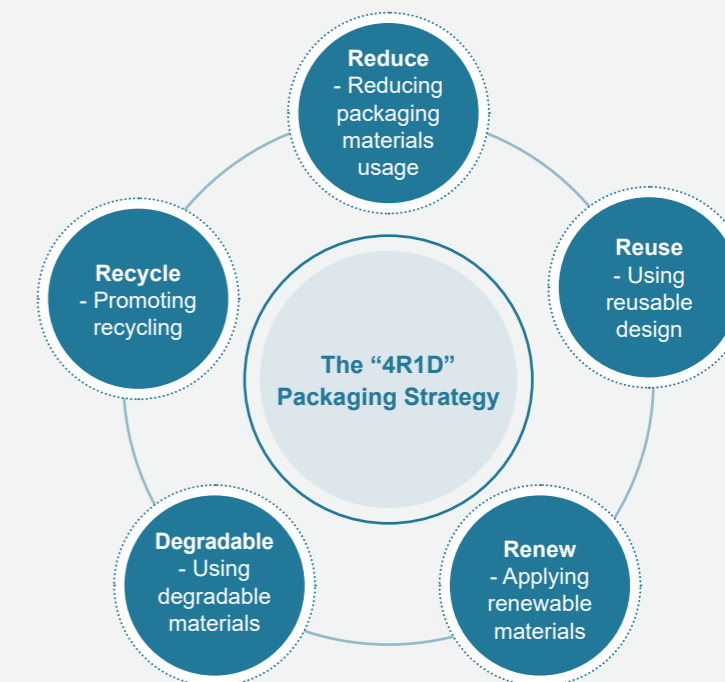 Reduce
- Reducing
packaging
materials
usage
Reuse
- Using
reusable
design
Recycle
- Promoting
recycling
The “4R1D”
Packaging Strategy
Degradable
- Using
degradable
materials
Renew
- Applying
renewable
materials